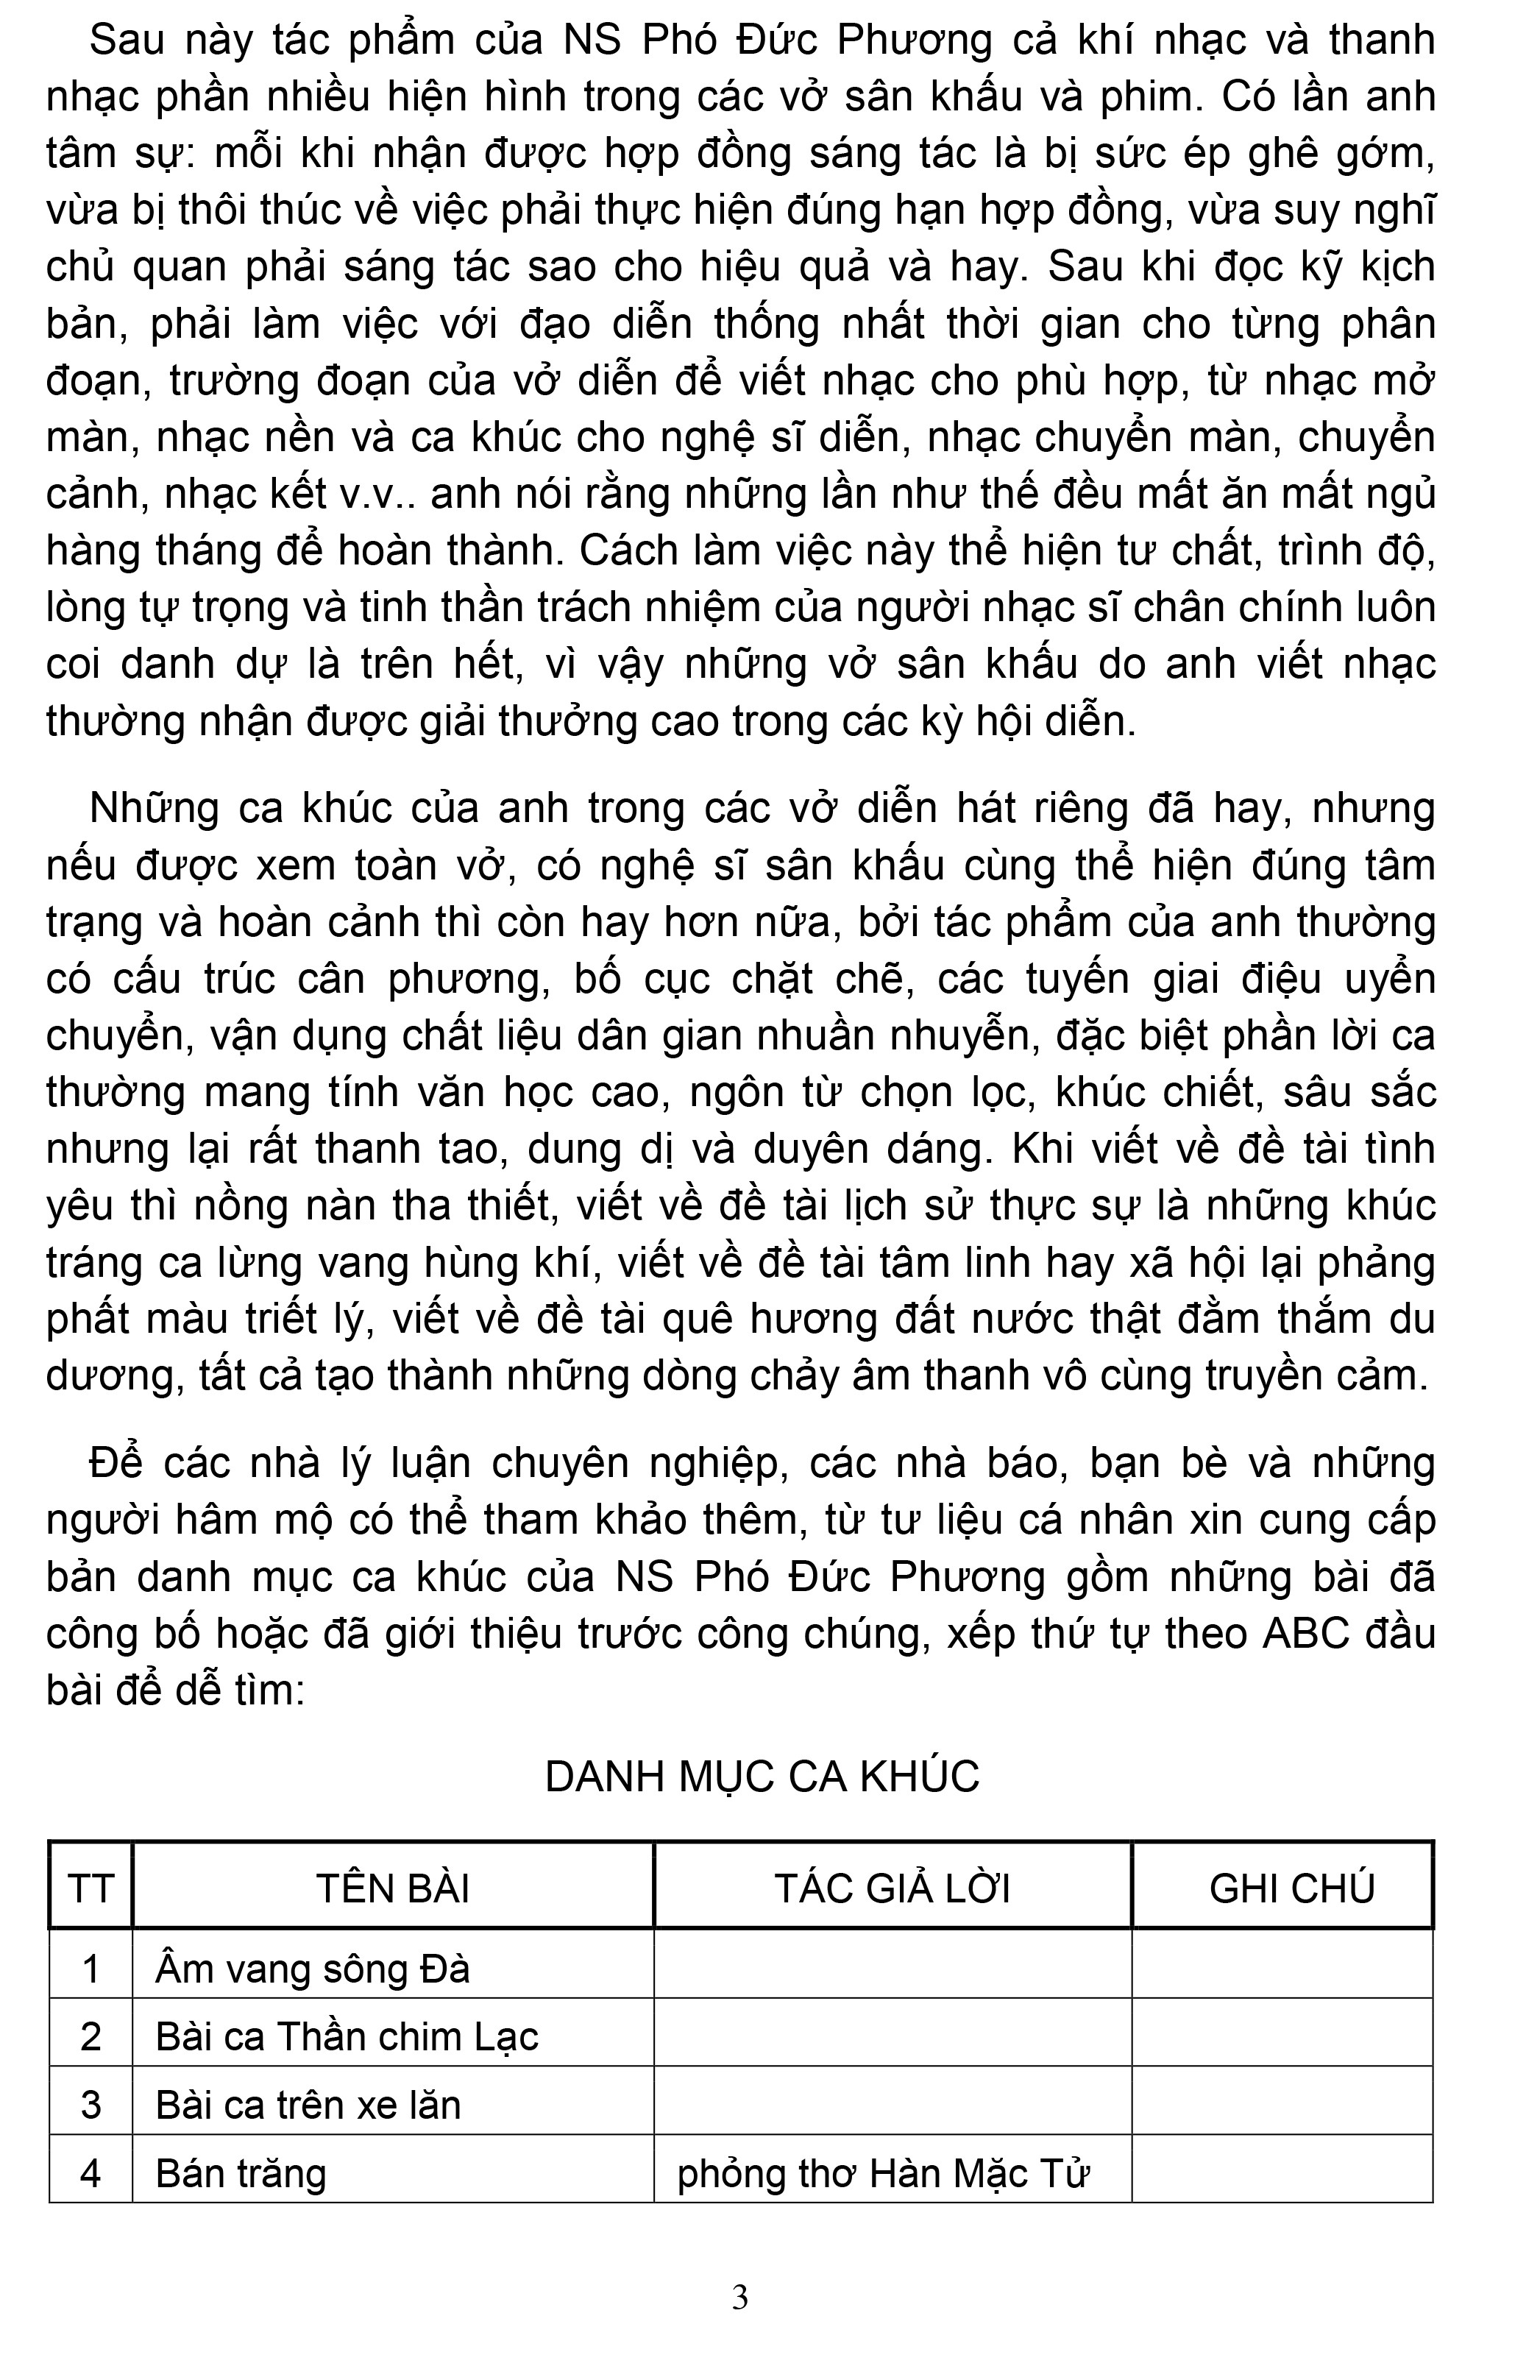 Sau này tác phẩm của NS Phó Đức Phương cả khí nhạc và thanh
nhạc phần nhiều hiện hình trong các vở sân khấu và phim. Có lần anh
tâm sự: mỗi khi nhận được hợp đồng sáng tác là bị sức ép ghê gớm,
vừa bị thôi thúc về việc phải thực hiện đúng hạn hợp đồng, vừa suy nghĩ
chủ quan phải sáng tác sao cho hiệu quả và hay. Sau khi đọc kỹ kịch
bản, phải làm việc với đạo diễn thống nhất thời gian cho từng phân
đoạn, trường đoạn của vở diễn để viết nhạc cho phù hợp, từ nhạc mở
màn, nhạc nền và ca khúc cho nghệ sĩ diễn, nhạc chuyển màn, chuyển
cảnh, nhạc kết v.v.. anh nói rằng những lần như thế đều mất ăn mất ngủ
hàng tháng để hoàn thành. Cách làm việc này thể hiện tư chất, trình độ,
lòng tự trọng và tinh thần trách nhiệm của người nhạc sĩ chân chính luôn
coi danh dự là trên hết, vì vậy những vở sân khấu do anh viết nhạc
thường nhận được giải thưởng cao trong các kỳ hội diễn.
Những ca khúc của anh trong các vở diễn hát riêng đã hay, nhưng
nếu được xem toàn vở, có nghệ sĩ sân khấu cùng thể hiện đúng tâm
trạng và hoàn cảnh thì còn hay hơn nữa, bởi tác phẩm của anh thường
có cấu trúc cân phương, bố cục chặt chẽ, các tuyến giai điệu uyển
chuyển, vận dụng chất liệu dân gian nhuần nhuyễn, đặc biệt phần lời ca
thường mang tính văn học cao, ngôn từ chọn lọc, khúc chiết, sâu sắc
nhưng lại rất thanh tao, dung dị và duyên dáng. Khi viết về đề tài tình
yêu thì nồng nàn tha thiết, viết về đề tài lịch sử thực sự là những khúc
tráng ca lừng vang hùng khí, viết về đề tài tâm linh hay xã hội lại phảng
phất màu triết lý, viết về đề tài quê hương đất nước thật đằm thắm du
dương, tất cả tạo thành những dòng chảy âm thanh vô cùng truyền cảm.
Để các nhà lý luận chuyên nghiệp, các nhà báo, bạn bè và những
người hâm mộ có thể tham khảo thêm, từ tư liệu cá nhân xin cung cấp
bản danh mục ca khúc của NS Phó Đức Phương gồm những bài đã
công bố hoặc đã giới thiệu trước công chúng, xếp thứ tự theo ABC đầu
bài để dễ tìm:
DANH MỤC CA KHÚC
TT TÊN BÀI TÁC GIẢ LỜI GHI CHÚ
1 Âm vang sông Đà
2 Bài ca Thần chim Lạc
3 Bài ca trên xe lăn
4 Bán trăng phỏng thơ Hàn Mặc Tử
3